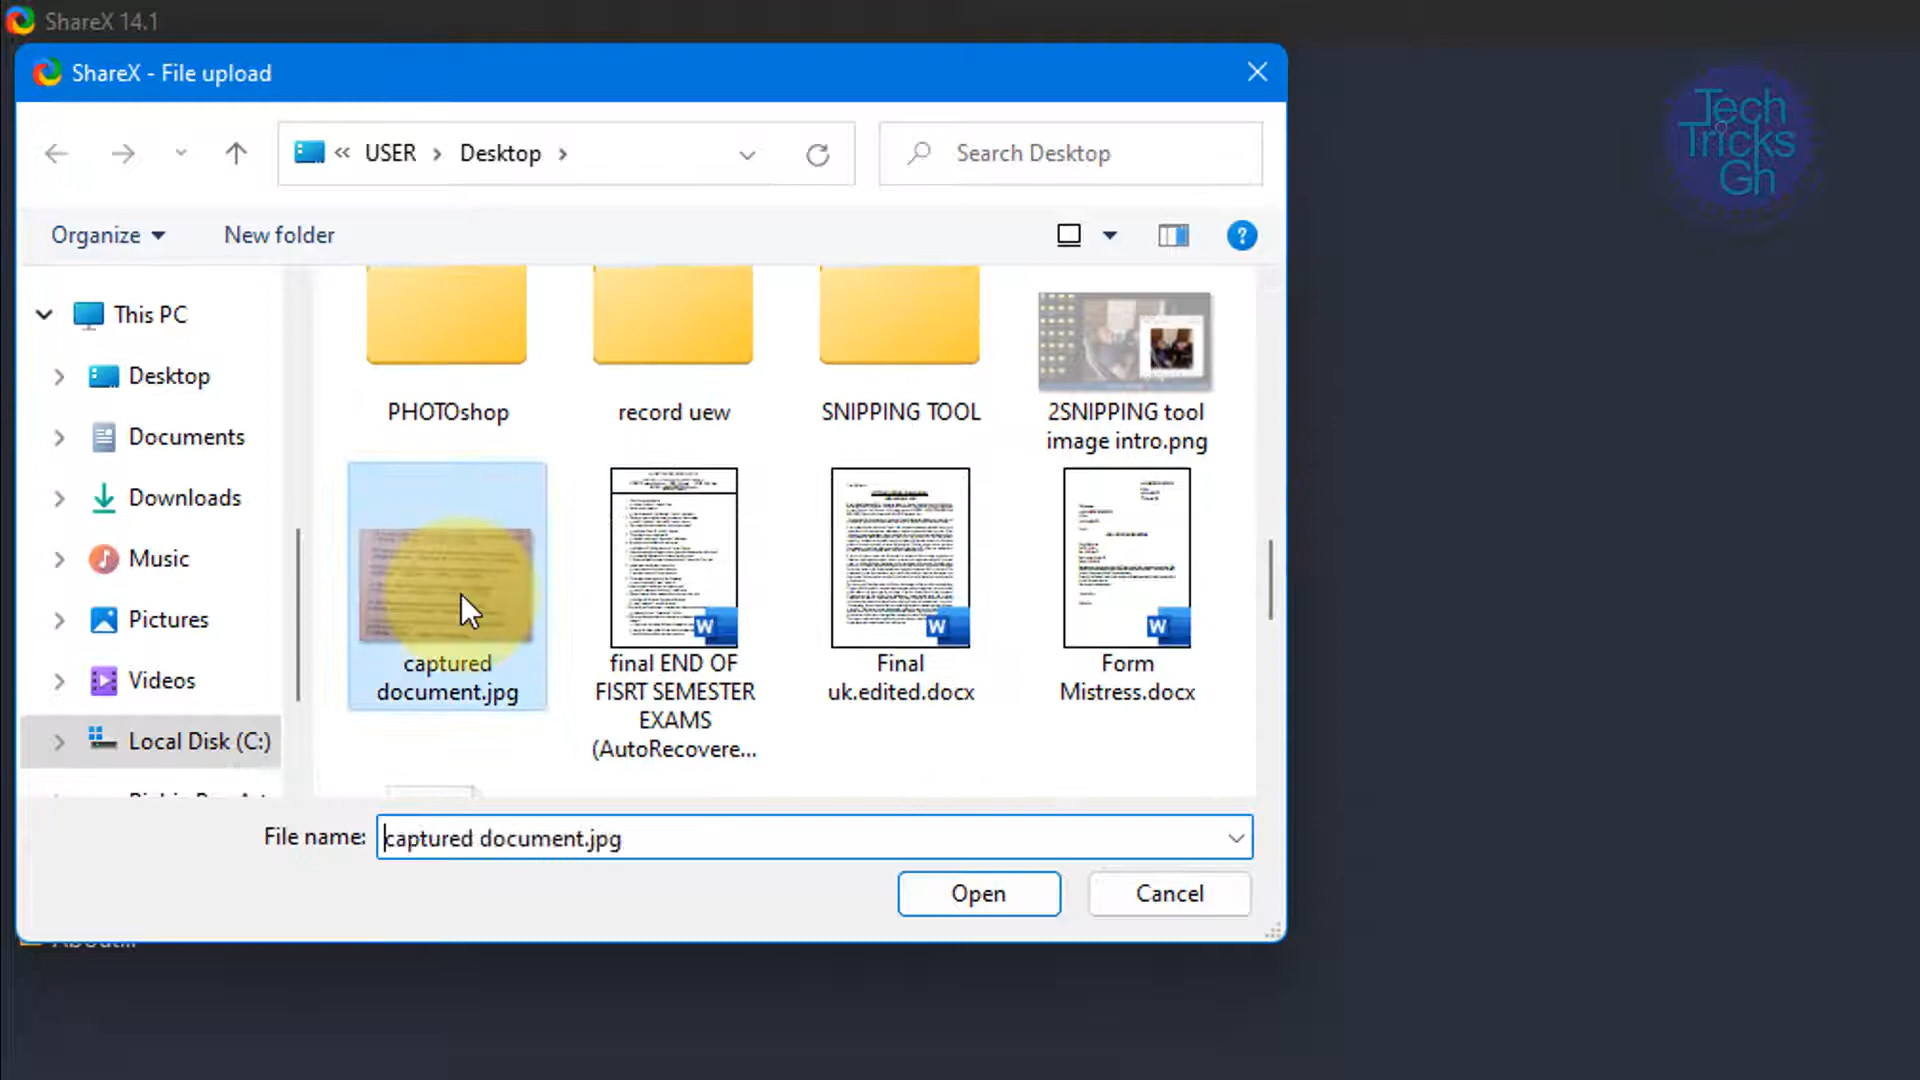 ShareX 14.1
ShareX - File upload
« USER > Desktop >
Search Desktop
Tech
Tricks
Gh
Organize
New folder
?
This PC
Desktop
Documents
Downloads
Music
Pictures
Videos
Local Disk (C:)
PHOTOshop
record uew
SNIPPING TOOL
2SNIPPING tool
image intro.png
captured
document.jpg
final END OF
FISRT SEMESTER
EXAMS
(AutoRecovere...
Final
uk.edited.docx
Form
Mistress.docx
File name:
captured document.jpg
Open
Cancel